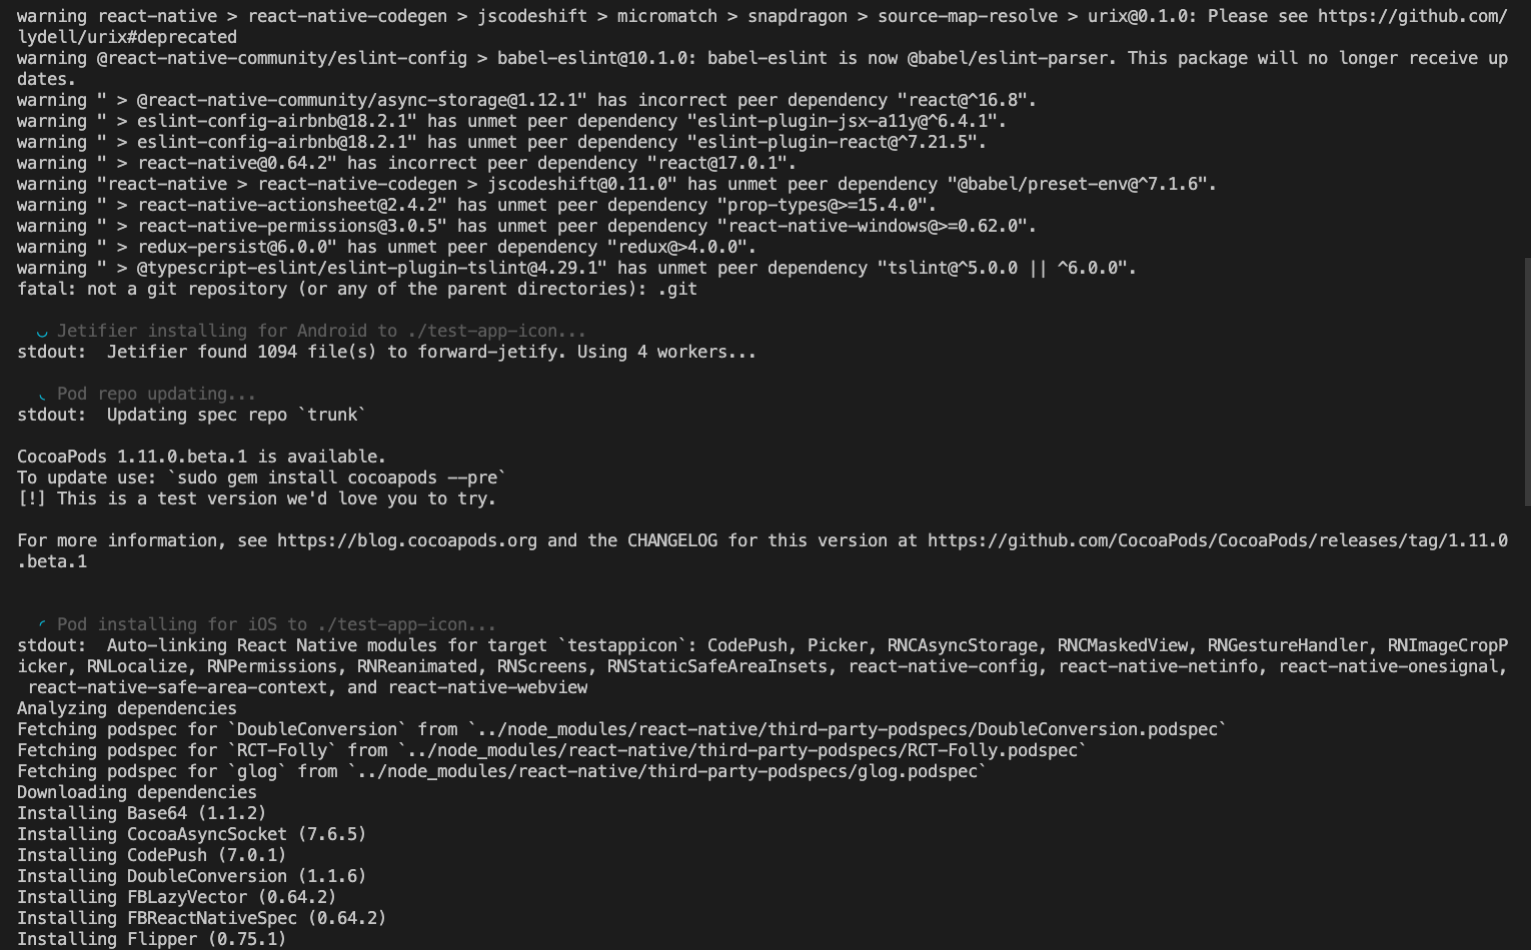 warning react-native > react-native-codegen > jscodeshift > micromatch > snapdragon > source-map-resolve > urix@0.1.0: Please see https://github.com/
lydell/urix#deprecated
warning @react-native-community/eslint-config > babel-eslint@10.1.0: babel-eslint is now @babel/eslint-parser. This package will no longer receive up
dates.
warning " > @react-native-community/async-storage@1.12.1" has incorrect peer dependency "react@^16.8".
warning " > eslint-config-airbnb@18.2.1" has unmet peer dependency "eslint-plugin-jsx-a11y@^6.4.1".
warning " > eslint-config-airbnb@18.2.1" has unmet peer dependency "eslint-plugin-react@^7.21.5".
warning " > react-native@0.64.2" has incorrect peer dependency "react@17.0.1".
warning "react-native > react-native-codegen > jscodeshift@0.11.0" has unmet peer dependency "@babel/preset-env@^7.1.6".
warning " > react-native-actionsheet@2.4.2" has unmet peer dependency "prop-types@>=15.4.0".
warning " > react-native-permissions@3.0.5" has unmet peer dependency "react-native-windows@>=0.62.0".
warning " > redux-persist@6.0.0" has unmet peer dependency "redux@>4.0.0".
warning " > @typescript-eslint/eslint-plugin-tslint@4.29.1" has unmet peer dependency "tslint@^5.0.0 || ^6.0.0".
fatal: not a git repository (or any of the parent directories): .git
Jetifier installing for Android to ./test-app-icon...
stdout:  Jetifier found 1094 file(s) to forward-jetify. Using 4 workers...
Pod repo updating...
stdout:  Updating spec repo `trunk`
CocoaPods 1.11.0.beta.1 is available.
To update use: `sudo gem install cocoapods --pre`
[!] This is a test version we'd love you to try.
For more information, see https://blog.cocoapods.org and the CHANGELOG for this version at https://github.com/CocoaPods/CocoaPods/releases/tag/1.11.0
.beta.1
Pod installing for iOS to ./test-app-icon...
stdout:  Auto-linking React Native modules for target `testappicon`: CodePush, Picker, RNCAsyncStorage, RNCMaskedView, RNGestureHandler, RNImageCropP
icker, RNLocalize, RNPermissions, RNReanimated, RNScreens, RNStaticSafeAreaInsets, react-native-config, react-native-netinfo, react-native-onesignal,
react-native-safe-area-context, and react-native-webview
Analyzing dependencies
Fetching podspec for `DoubleConversion` from `../node_modules/react-native/third-party-podspecs/DoubleConversion.podspec`
Fetching podspec for `RCT-Folly` from `../node_modules/react-native/third-party-podspecs/RCT-Folly.podspec`
Fetching podspec for `glog` from `../node_modules/react-native/third-party-podspecs/glog.podspec`
Downloading dependencies
Installing Base64 (1.1.2)
Installing CocoaAsyncSocket (7.6.5)
Installing CodePush (7.0.1)
Installing DoubleConversion (1.1.6)
Installing FBLazyVector (0.64.2)
Installing FBReactNativeSpec (0.64.2)
Installing Flipper (0.75.1)